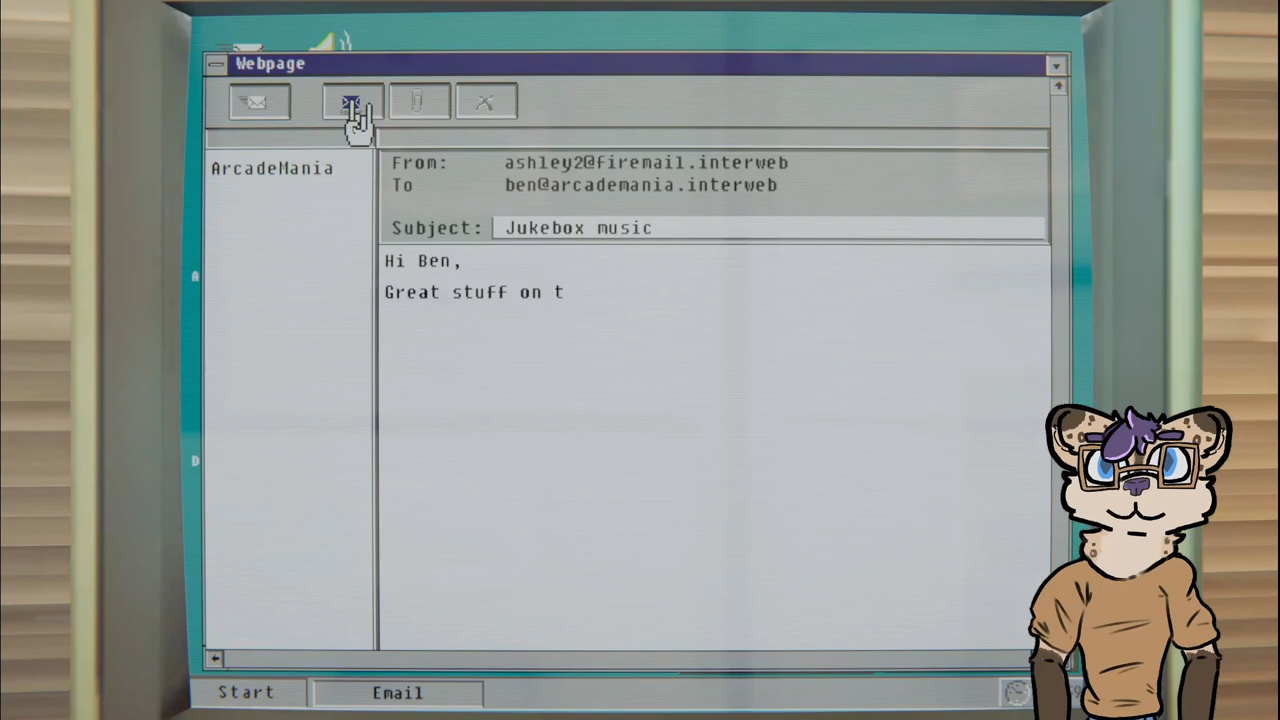 Webpage
ArcadeMania
From: ashley2@firemail.interweb
To ben@arcademania.interweb
Subject: Jukebox music
Hi Ben,
Great stuff on t
A
D
Start Email